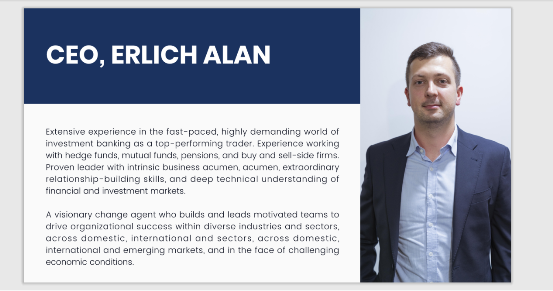 CEO, ERLICH ALAN
Extensive experience in the fast-paced, highly demanding world of
investment banking as a top-performing trader. Experience working
with hedge funds, mutual funds, pensions, and buy and sell-side firms.
Proven leader with intrinsic business acumen, acumen, extraordinary
relationship-building skills, and deep technical understanding of
financial and investment markets.
A visionary change agent who builds and leads motivated teams to
drive organizational success within diverse industries and sectors,
across domestic, international and sectors, across domestic,
international and emerging markets, and in the face of challenging
economic conditions.